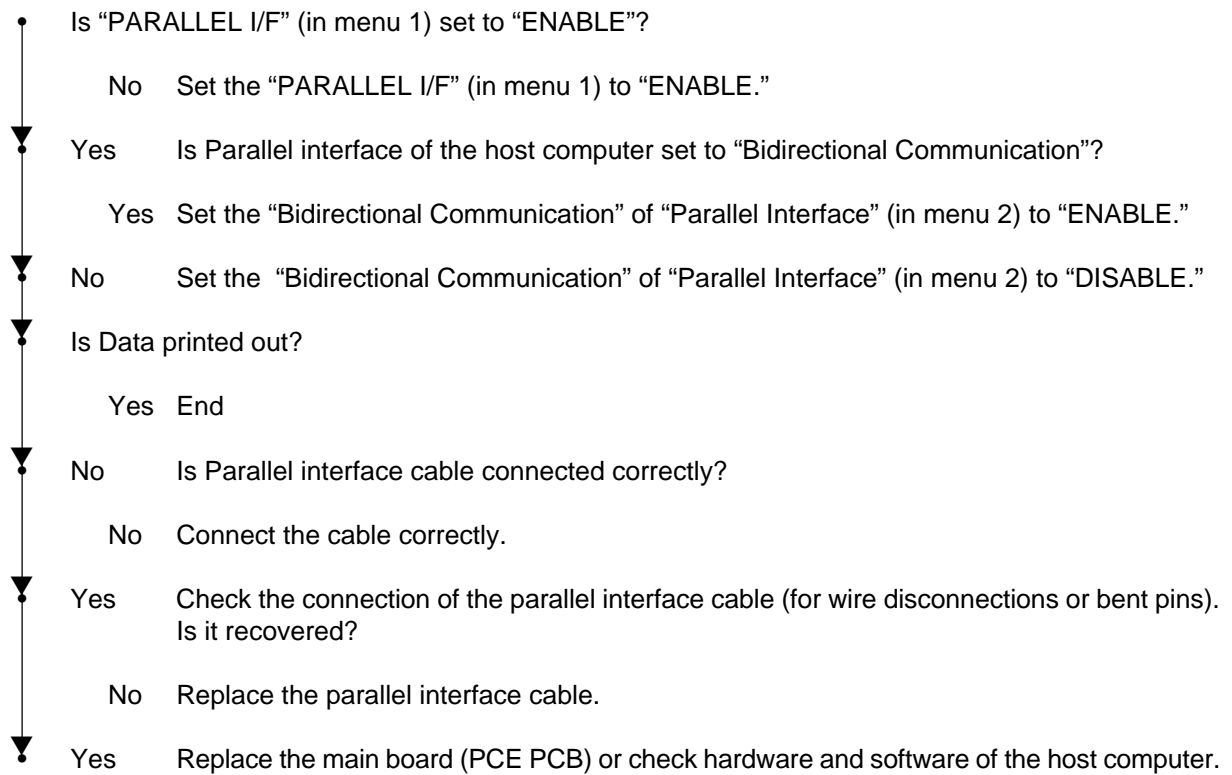 Is “PARALLEL I/F” (in menu 1) set to “ENABLE”?
No Set the “PARALLEL I/F” (in menu 1) to “ENABLE.”
Yes Is Parallel interface of the host computer set to “Bidirectional Communication”?
Yes Set the “Bidirectional Communication” of “Parallel Interface” (in menu 2) to “ENABLE.”
No Set the “Bidirectional Communication” of “Parallel Interface” (in menu 2) to “DISABLE.”
Is Data printed out?
Yes End
No Is Parallel interface cable connected correctly?
No Connect the cable correctly.
Yes Check the connection of the parallel interface cable (for wire disconnections or bent pins).
Is it recovered?
No Replace the parallel interface cable.
Yes Replace the main board (PCE PCB) or check hardware and software of the host computer.